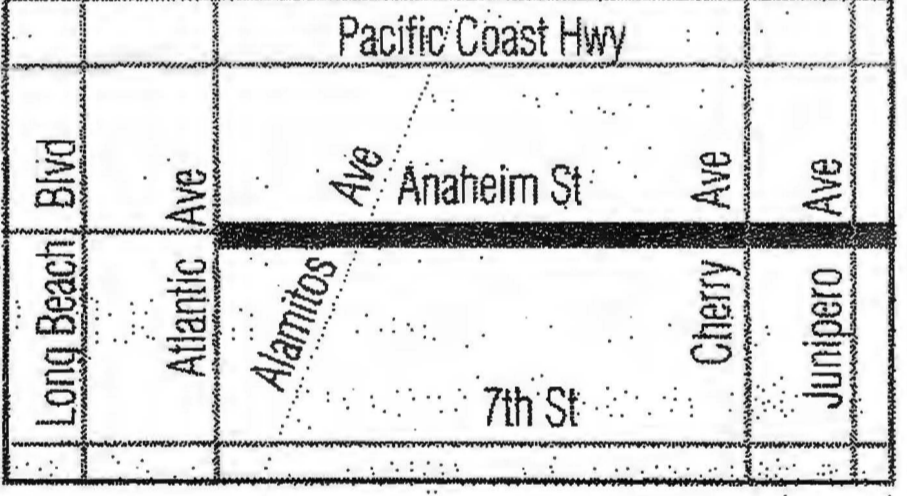 Pacific Coast Hwy
Long Beach Blvd
Atlantic Ave
Alamitos Ave
Anaheim St
Cherry Ave
Junipero Ave
7th St